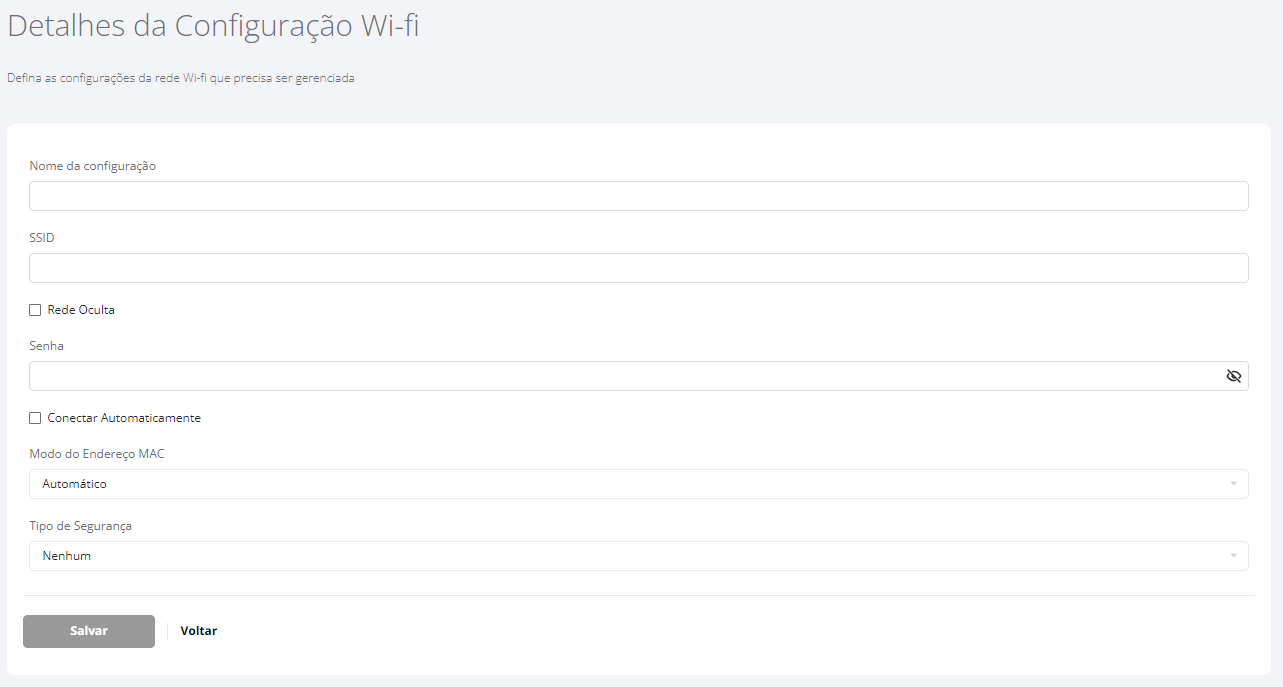 Detalhes da Configuração Wi-fi
Defina as configurações da rede Wi-fi que precisa ser gerenciada
Nome da configuração
SSID
Rede Oculta
Senha
Conectar Automaticamente
Modo do Endereço MAC
Automático
Tipo de Segurança
Nenhum
Salvar
Voltar